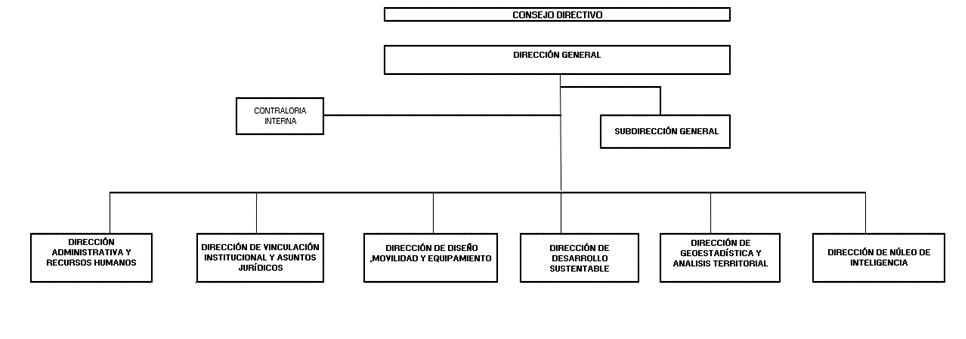 CONSEJO DIRECTIVO
DIRECCIÓN GENERAL
CONTRALORIA
INTERNA
SUBDIRECCIÓN GENERAL
DIRECCIÓN
ADMINISTRATIVA Y
RECURSOS HUMANOS
DIRECCIÓN DE VINCULACIÓN
INSTITUCIONAL Y ASUNTOS
JURÍDICOS
DIRECCIÓN DE DISEÑO
,MOVILIDAD Y EQUIPAMIENTO
DIRECCIÓN DE
DESARROLLO
SUSTENTABLE
DIRECCIÓN DE
GEOESTADÍSTICA Y
ANALISIS TERRITORIAL
DIRECCIÓN DE NÚLEO DE
INTELIGENCIA